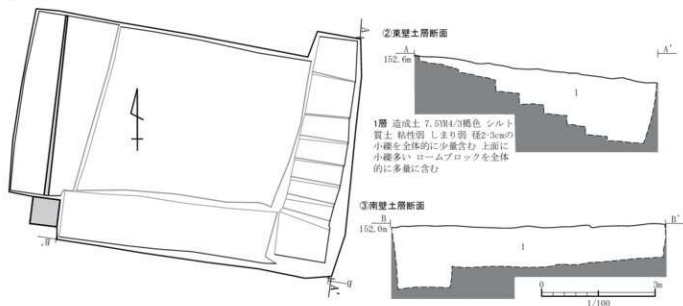 ②東壁土層断面
A A'
152.6m
1
1層 造成土 7.5YR4/3褐色 シルト
質土 粘性弱 しまり弱 径2-3cmの
小礫を全体的に少量含む 上面に
小礫多い ロームブロックを全体
的に多量に含む
③南壁土層断面
B B'
152.0m
1
0 3m
1/100
A
B'
B
A'